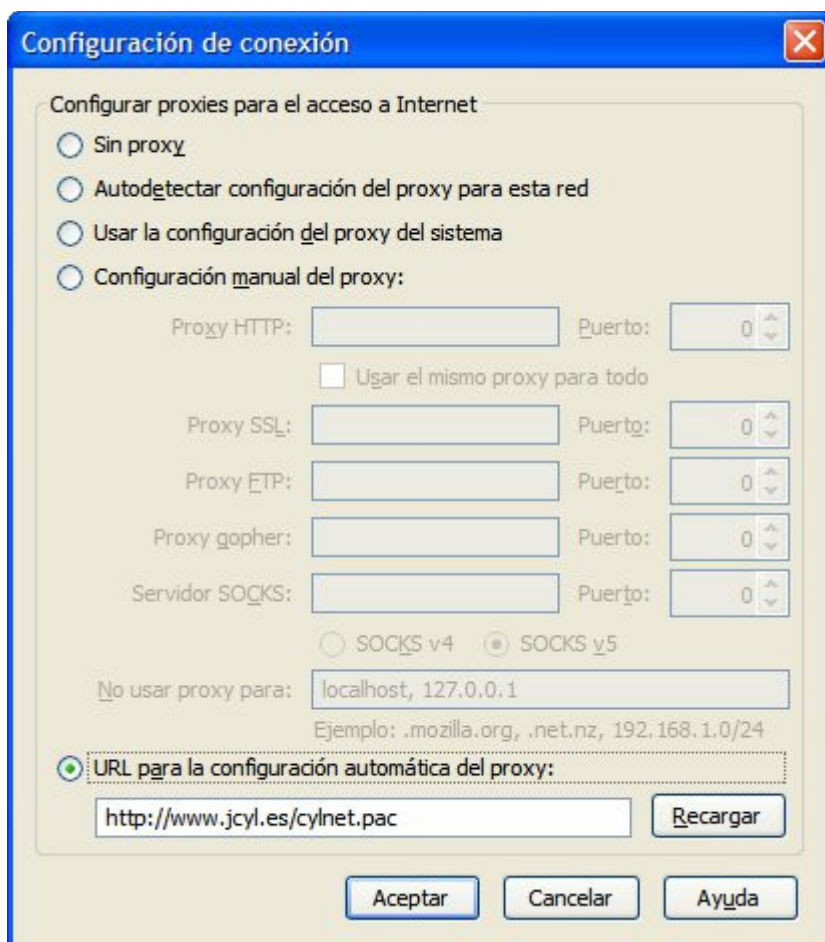 Configuración de conexión
Configurar proxies para el acceso a Internet
Sin proxy
Autodetectar configuración del proxy para esta red
Usar la configuración del proxy del sistema
Configuración manual del proxy:
Proxy HTTP: Puerto: 0
Usar el mismo proxy para todo
Proxy SSL: Puerto: 0
Proxy FTP: Puerto: 0
Proxy gopher: Puerto: 0
Servidor SOCKS: Puerto: 0
SOCKS v4 SOCKS v5
No usar proxy para: localhost, 127.0.0.1
Ejemplo: .mozilla.org, .net.nz, 192.168.1.0/24
URL para la configuración automática del proxy:
http://www.jcyl.es/cylnet.pac Recargar
Aceptar Cancelar Ayuda